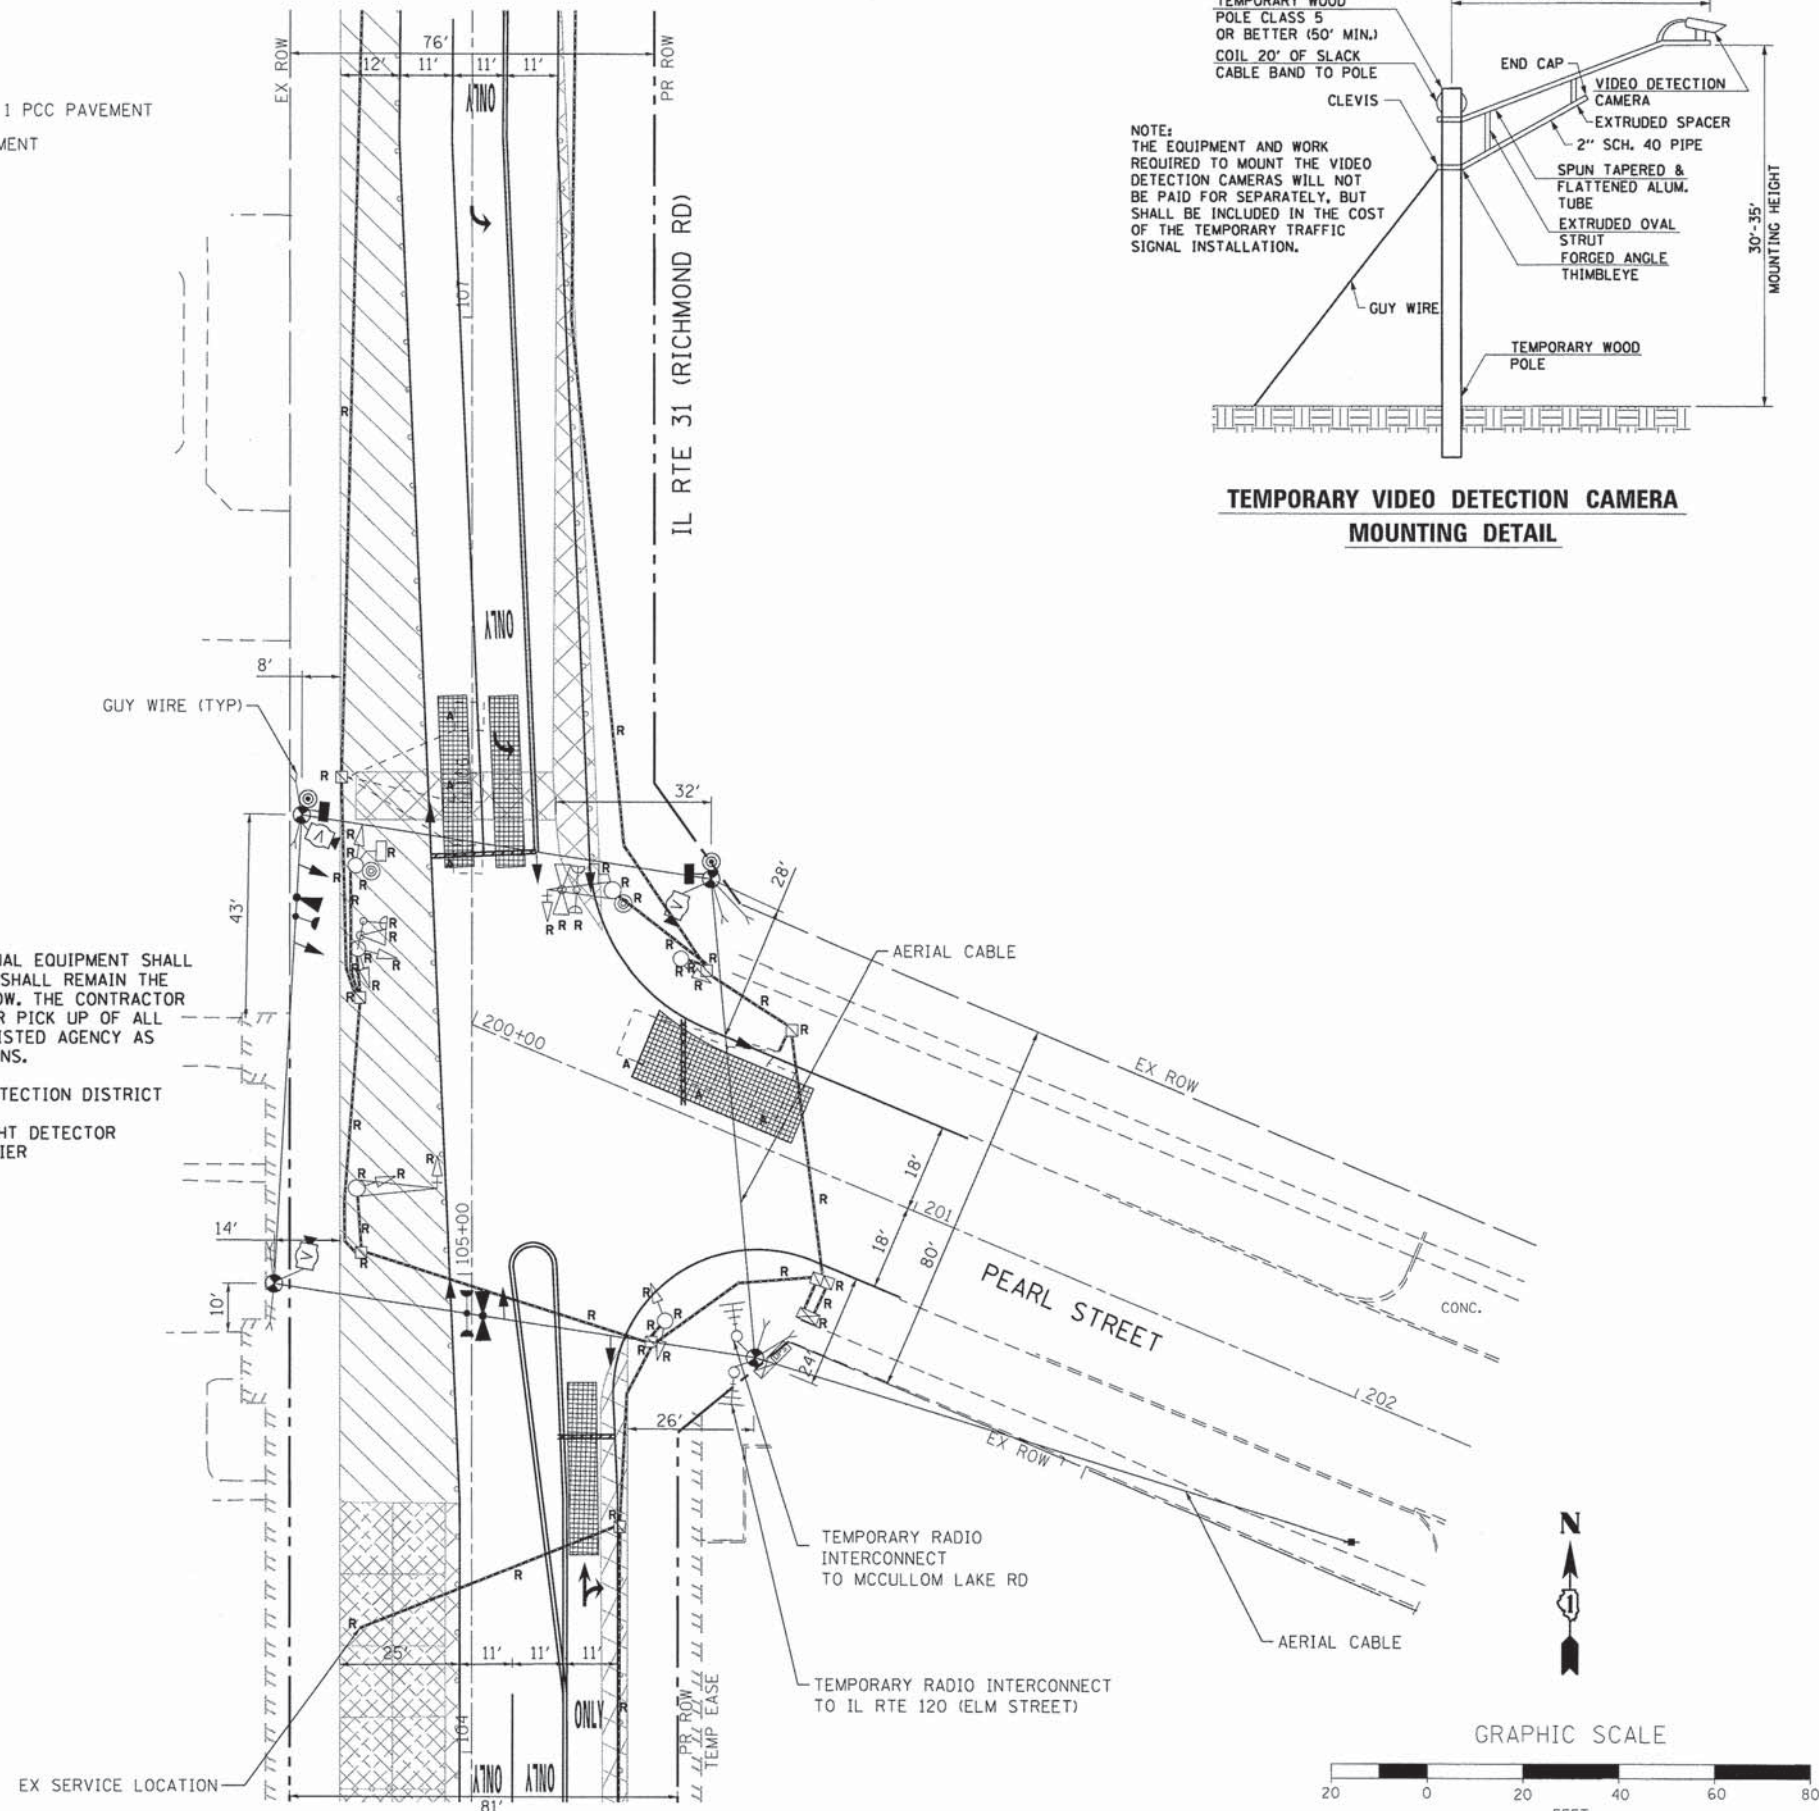 TEMPORARY WOOD
POLE CLASS 5
OR BETTER (50' MIN.)
COIL 20' OF SLACK
CABLE BAND TO POLE
CLEVIS
END CAP
VIDEO DETECTION
CAMERA
EXTRUDED SPACER
2" SCH. 40 PIPE
SPUN TAPERED &
FLATTENED ALUM.
TUBE
EXTRUDED OVAL
STRUT
FORGED ANGLE
THIMBLEYE
30'-35'
MOUNTING HEIGHT
NOTE:
THE EQUIPMENT AND WORK
REQUIRED TO MOUNT THE VIDEO
DETECTION CAMERAS WILL NOT
BE PAID FOR SEPARATELY, BUT
SHALL BE INCLUDED IN THE COST
OF THE TEMPORARY TRAFFIC
SIGNAL INSTALLATION.
GUY WIRE
TEMPORARY WOOD
POLE
TEMPORARY VIDEO DETECTION CAMERA
MOUNTING DETAIL
1 PCC PAVEMENT
MENT
EX ROW
76'
PR ROW
12'
11'
11'
11'
ONLY
107
IL RTE 31 (RICHMOND RD)
ONLY
8'
GUY WIRE (TYP)
32'
28'
43'
AERIAL CABLE
NAL EQUIPMENT SHALL
SHALL REMAIN THE
OW. THE CONTRACTOR
R PICK UP OF ALL
ISTED AGENCY AS
NS.
TECTION DISTRICT
HT DETECTOR
IER
200+00
EX ROW
18'
201
18'
80'
14'
105+00
10'
PEARL STREET
CONC.
24'
202
26'
EX ROW
TEMPORARY RADIO
INTERCONNECT
TO MCCULLOM LAKE RD
AERIAL CABLE
25'
11'
11'
11'
TEMPORARY RADIO INTERCONNECT
TO IL RTE 120 (ELM STREET)
ONLY
104
PR ROW
TEMP EASE
EX SERVICE LOCATION
ONLY
ONLY
81'
N
1
GRAPHIC SCALE
20 0 20 40 60 80